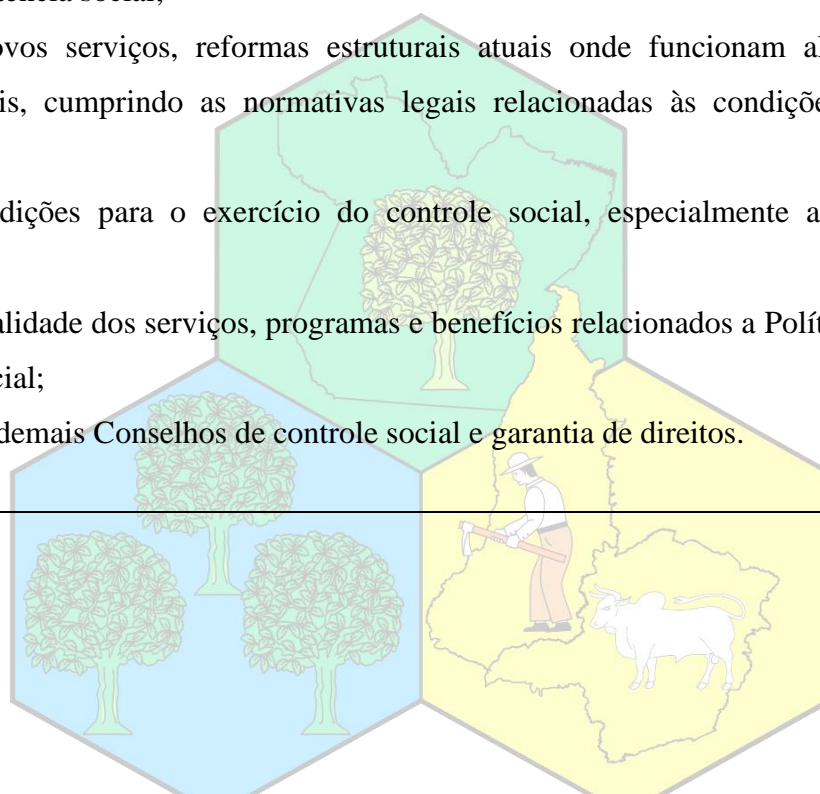 tência social;
ovos serviços, reformas estruturais atuais onde funcionam al
is, cumprindo as normativas legais relacionadas às condiçõe
dições para o exercício do controle social, especialmente a
alidade dos serviços, programas e benefícios relacionados a Polít
cial;
demais Conselhos de controle social e garantia de direitos.